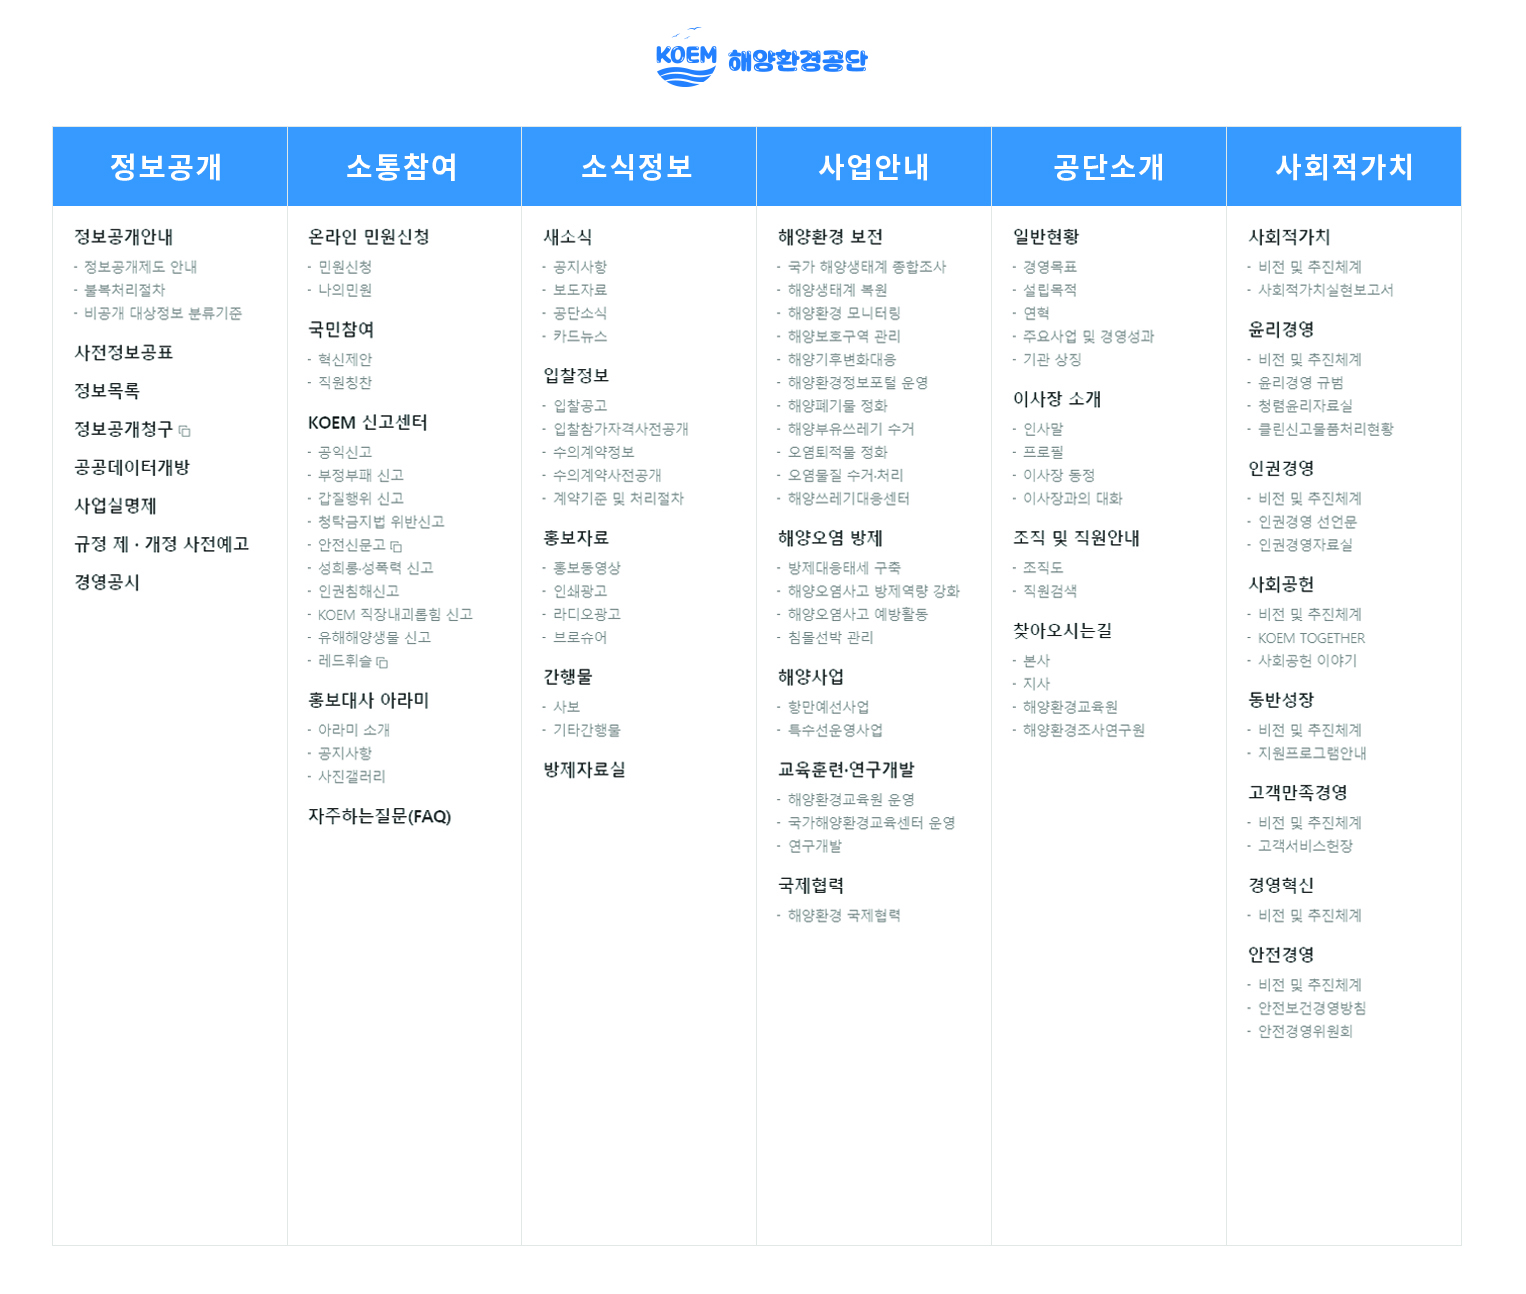 KOEM 해양환경공단
정보공개
정보공개안내
- 정보공개제도 안내
- 불복처리절차
- 비공개 대상정보 분류기준
사전정보공표
정보목록
정보공개청구
공공데이터개방
사업실명제
규정 제 · 개정 사전예고
경영공시
소통참여
온라인 민원신청
- 민원신청
- 나의민원
국민참여
- 혁신제안
- 직원칭찬
KOEM 신고센터
- 공익신고
- 부정부패 신고
- 갑질행위 신고
- 청탁금지법 위반신고
- 안전신문고
- 성희롱·성폭력 신고
- 인권침해신고
- KOEM 직장내괴롭힘 신고
- 유해해양생물 신고
- 레드휘슬
홍보대사 아라미
- 아라미 소개
- 공지사항
- 사진갤러리
자주하는질문(FAQ)
소식정보
새소식
- 공지사항
- 보도자료
- 공단소식
- 카드뉴스
입찰정보
- 입찰공고
- 입찰참가자격사전공개
- 수의계약정보
- 수의계약사전공개
- 계약기준 및 처리절차
홍보자료
- 홍보동영상
- 인쇄광고
- 라디오광고
- 브로슈어
간행물
- 사보
- 기타간행물
방제자료실
사업안내
해양환경 보전
- 국가 해양생태계 종합조사
- 해양생태계 복원
- 해양환경 모니터링
- 해양보호구역 관리
- 해양기후변화대응
- 해양환경정보포털 운영
- 해양폐기물 정화
- 해양부유쓰레기 수거
- 오염퇴적물 정화
- 오염물질 수거·처리
- 해양쓰레기대응센터
해양오염 방제
- 방제대응태세 구축
- 해양오염사고 방제역량 강화
- 해양오염사고 예방활동
- 침몰선박 관리
해양사업
- 항만예선사업
- 특수선운영사업
교육훈련·연구개발
- 해양환경교육원 운영
- 국가해양환경교육센터 운영
- 연구개발
국제협력
- 해양환경 국제협력
공단소개
일반현황
- 경영목표
- 설립목적
- 연혁
- 주요사업 및 경영성과
- 기관 상징
이사장 소개
- 인사말
- 프로필
- 이사장 동정
- 이사장과의 대화
조직 및 직원안내
- 조직도
- 직원검색
찾아오시는길
- 본사
- 지사
- 해양환경교육원
- 해양환경조사연구원
사회적가치
사회적가치
- 비전 및 추진체계
- 사회적가치실현보고서
윤리경영
- 비전 및 추진체계
- 윤리경영 규범
- 청렴윤리자료실
- 클린신고물품처리현황
인권경영
- 비전 및 추진체계
- 인권경영 선언문
- 인권경영자료실
사회공헌
- 비전 및 추진체계
- KOEM TOGETHER
- 사회공헌 이야기
동반성장
- 비전 및 추진체계
- 지원프로그램안내
고객만족경영
- 비전 및 추진체계
- 고객서비스헌장
경영혁신
- 비전 및 추진체계
안전경영
- 비전 및 추진체계
- 안전보건경영방침
- 안전경영위원회